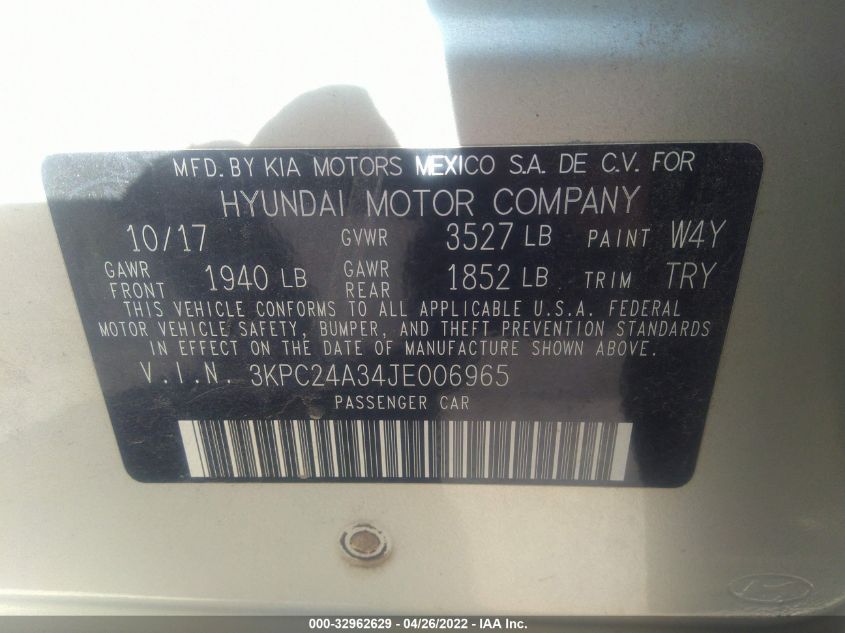 MFD. BY KIA MOTORS MEXICO S.A. DE C.V. FOR
HYUNDAI MOTOR COMPANY
10/17 GVWR 3527 LB PAINT W4Y
GAWR FRONT 1940 LB GAWR REAR 1852 LB TRIM TRY
THIS VEHICLE CONFORMS TO ALL APPLICABLE U.S.A. FEDERAL
MOTOR VEHICLE SAFETY, BUMPER, AND THEFT PREVENTION STANDARDS
IN EFFECT ON THE DATE OF MANUFACTURE SHOWN ABOVE.
V.I.N. 3KPC24A34JE006965
PASSENGER CAR
000-32962629 - 04/26/2022 - IAA Inc.